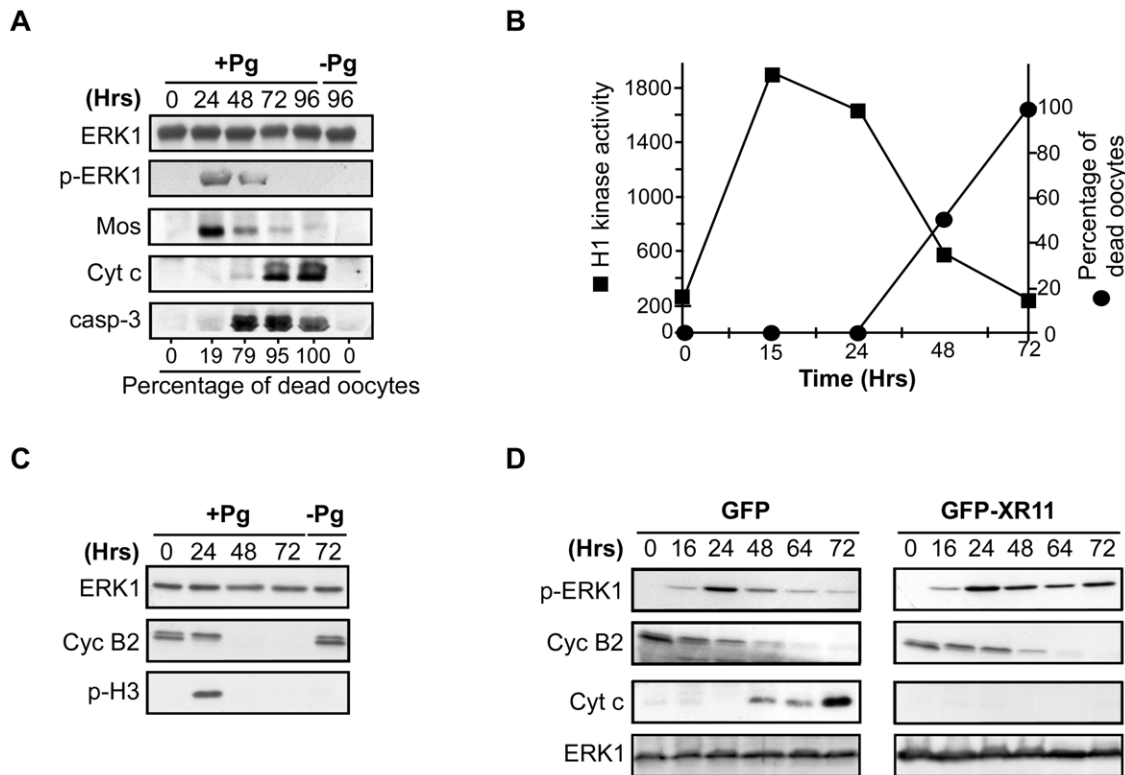 A
+Pg -Pg
(Hrs) 0 24 48 72 96 96
ERK1
p-ERK1
Mos
Cyt c
casp-3
0 19 79 95 100 0
Percentage of dead oocytes
B
H1 kinase activity
1800
1600
1400
1200
1000
600
200
0
100
80
60
40
20
0
Percentage of
dead oocytes
0 15 24 48 72
Time (Hrs)
C
+Pg -Pg
(Hrs) 0 24 48 72 72
ERK1
Cyc B2
p-H3
D
GFP GFP-XR11
(Hrs) 0 16 24 48 64 72 0 16 24 48 64 72
p-ERK1
Cyc B2
Cyt c
ERK1